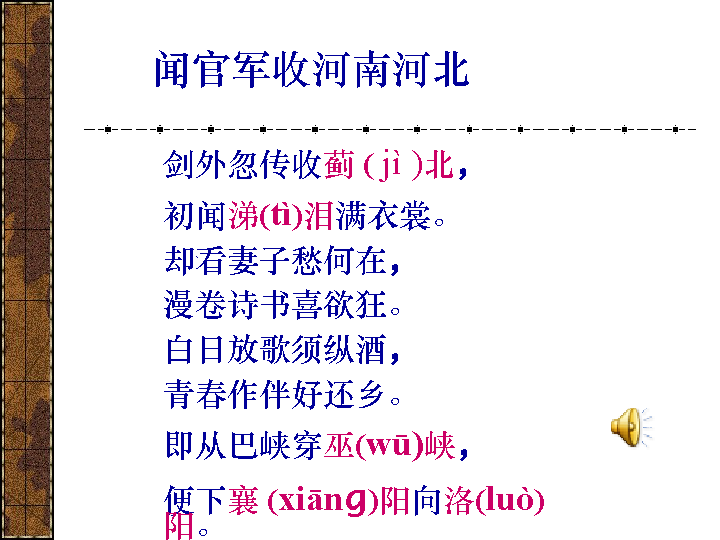 闻官军收河南河北
剑外忽传收蓟 ( jì )北，
初闻涕(tì)泪满衣裳。
却看妻子愁何在，
漫卷诗书喜欲狂。
白日放歌须纵酒，
青春作伴好还乡。
即从巴峡穿巫(wū)峡，
便下襄 (xiāng)阳向洛(luò)
阳。